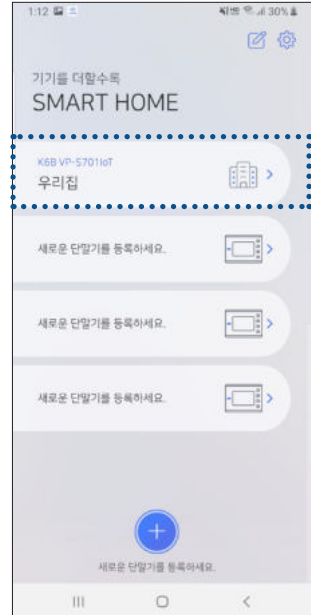 1:12
30%
기기를 더할수록
SMART HOME
K6B VP-S701IoT
우리집
새로운 단말기를 등록하세요.
새로운 단말기를 등록하세요.
새로운 단말기를 등록하세요.
새로운 단말기를 등록하세요.